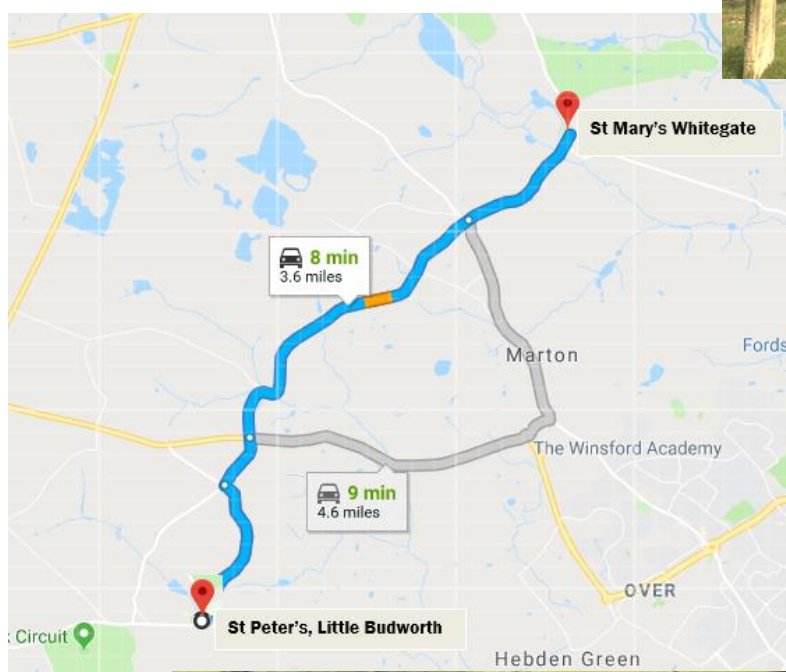 St Mary's Whitegate
8 min
3.6 miles
Marton
Fords
The Winsford Academy
9 min
4.6 miles
OVER
St Peter's, Little Budworth
Circuit
Hebden Green